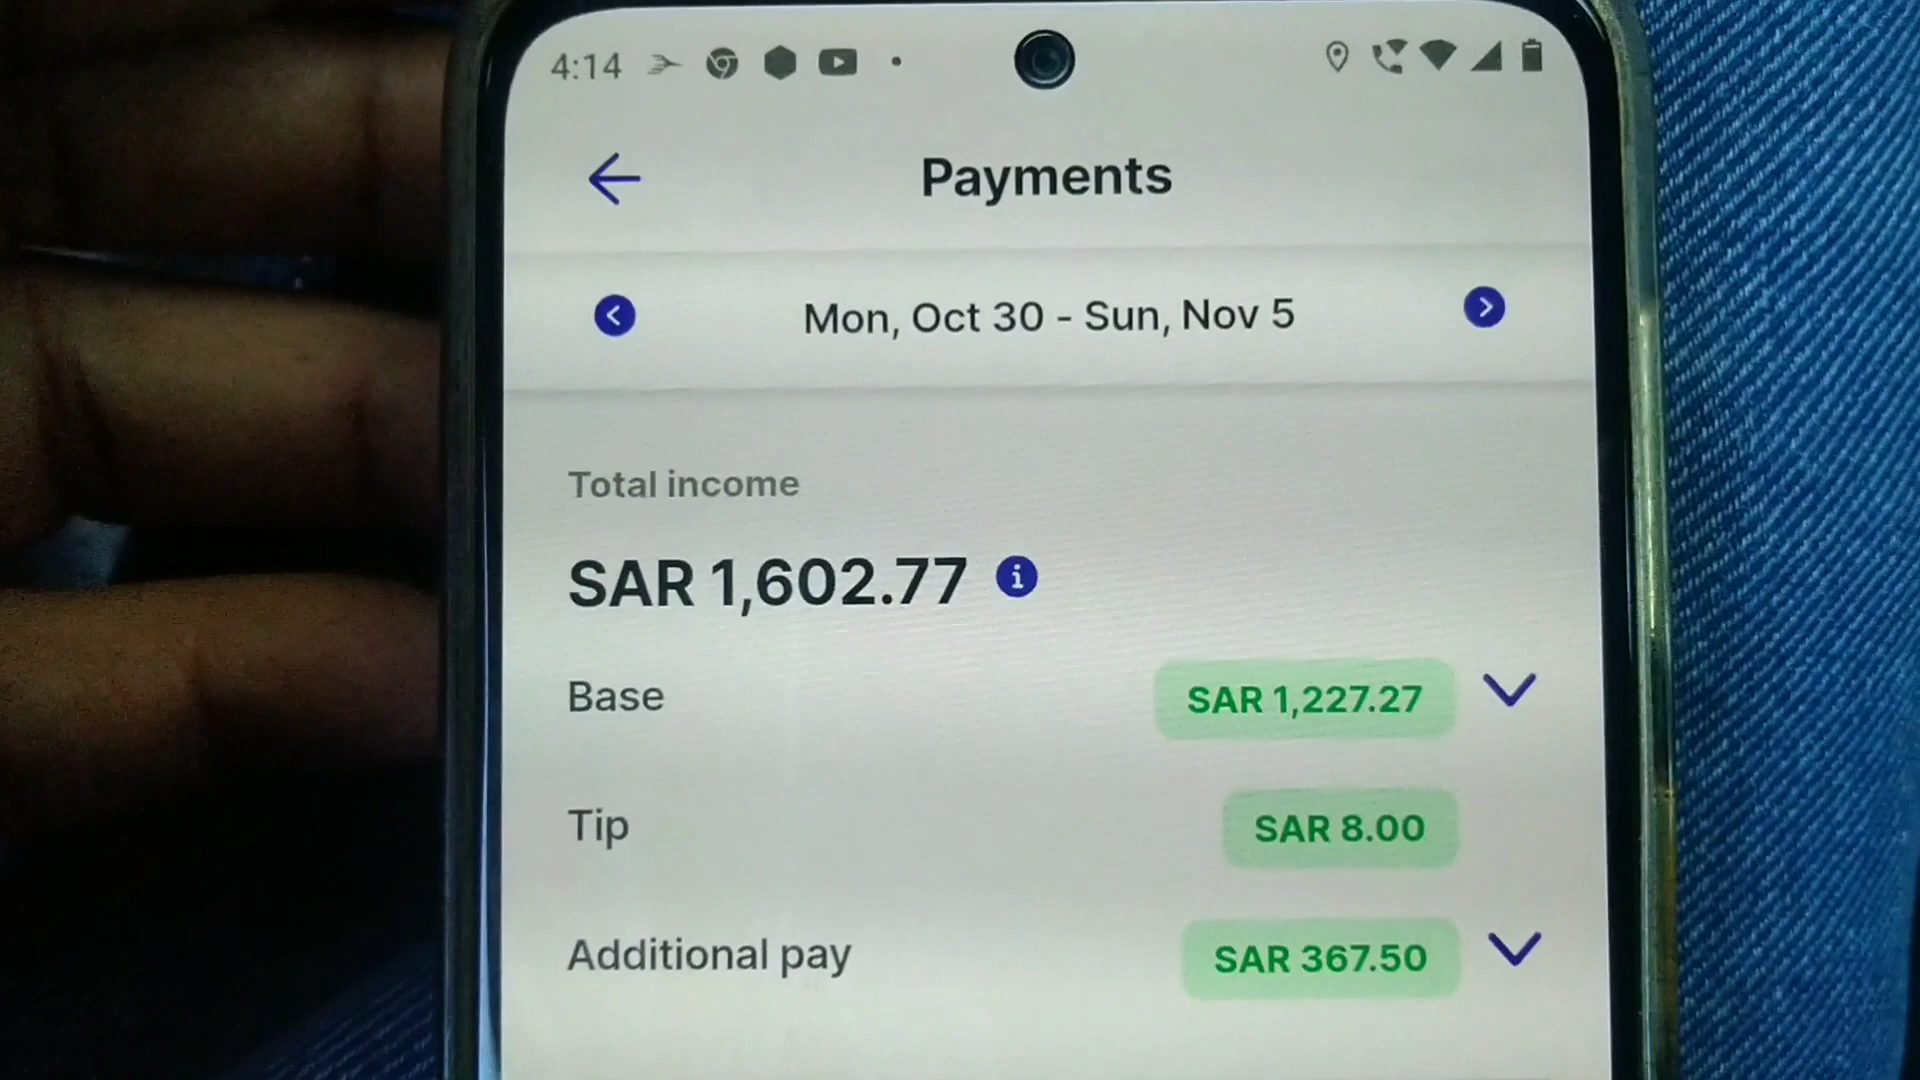 4:14
Payments
Mon, Oct 30 - Sun, Nov 5
Total income
SAR 1,602.77
Base SAR 1,227.27
Tip SAR 8.00
Additional pay SAR 367.50